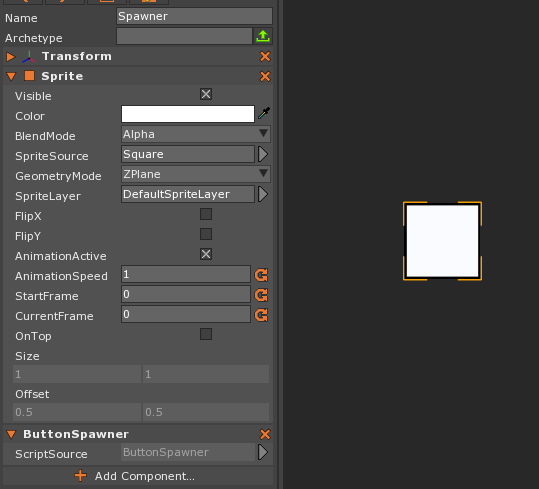 Name Spawner
Archetype
Transform
Sprite
Visible
Color
BlendMode Alpha
SpriteSource Square
GeometryMode ZPlane
SpriteLayer DefaultSpriteLayer
FlipX
FlipY
AnimationActive
AnimationSpeed 1
StartFrame 0
CurrentFrame 0
OnTop
Size
1 1
Offset
0.5 0.5
ButtonSpawner
ScriptSource ButtonSpawner
Add Component...